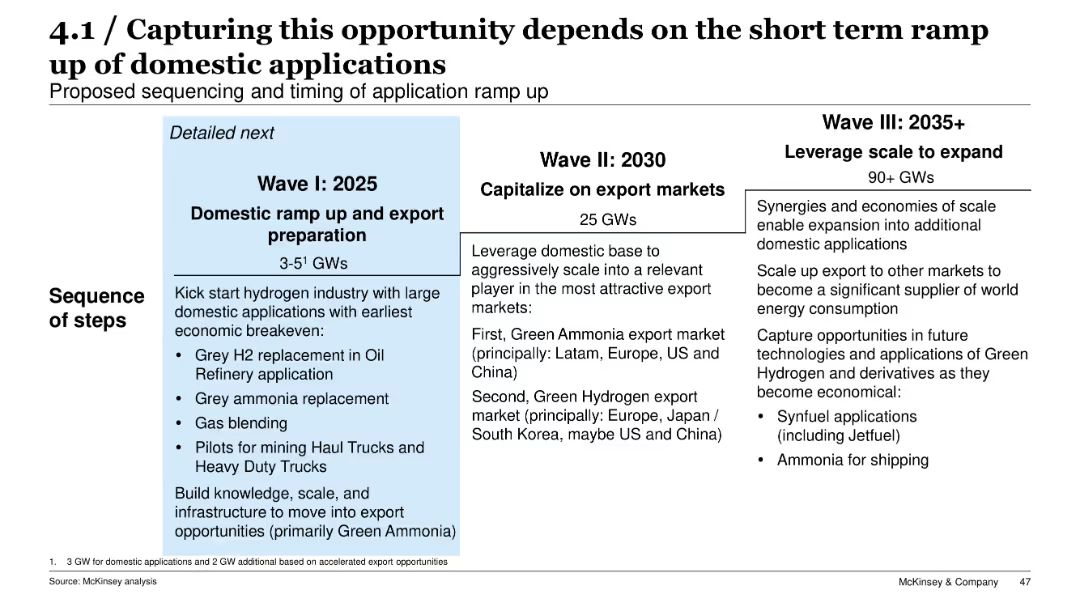 4.1 / Capturing this opportunity depends on the short term ramp
up of domestic applications
Proposed sequencing and timing of application ramp up
Sequence
of steps
Detailed next
Wave I: 2025
Domestic ramp up and export
preparation
3-5¹ GWs
Kick start hydrogen industry with large
domestic applications with earliest
economic breakeven:
• Grey H2 replacement in Oil
Refinery application
• Grey ammonia replacement
• Gas blending
• Pilots for mining Haul Trucks and
Heavy Duty Trucks
Build knowledge, scale, and
infrastructure to move into export
opportunities (primarily Green Ammonia)
Wave II: 2030
Capitalize on export markets
25 GWs
Leverage domestic base to
aggressively scale into a relevant
player in the most attractive export
markets:
First, Green Ammonia export market
(principally: Latam, Europe, US and
China)
Second, Green Hydrogen export
market (principally: Europe, Japan /
South Korea, maybe US and China)
Wave III: 2035+
Leverage scale to expand
90+ GWs
Synergies and economies of scale
enable expansion into additional
domestic applications
Scale up export to other markets to
become a significant supplier of world
energy consumption
Capture opportunities in future
technologies and applications of Green
Hydrogen and derivatives as they
become economical:
• Synfuel applications
(including Jetfuel)
• Ammonia for shipping
1. 3 GW for domestic applications and 2 GW additional based on accelerated export opportunities
Source: McKinsey analysis
McKinsey & Company 47